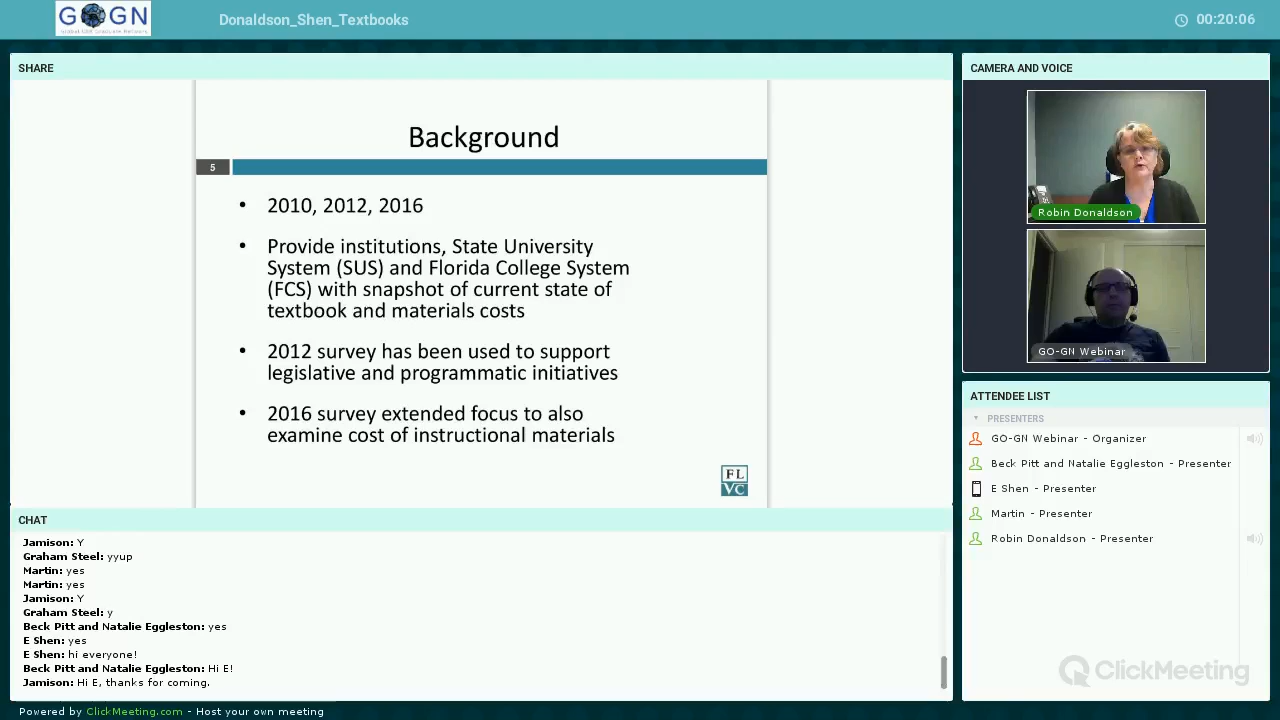 GO GN
Global OER Graduate Network
Donaldson_Shen_Textbooks
00:20:06
SHARE
Background
5
• 2010, 2012, 2016
• Provide institutions, State University
System (SUS) and Florida College System
(FCS) with snapshot of current state of
textbook and materials costs
• 2012 survey has been used to support
legislative and programmatic initiatives
• 2016 survey extended focus to also
examine cost of instructional materials
FL
VC
CHAT
Jamison: Y
Graham Steel: yyup
Martin: yes
Martin: yes
Jamison: Y
Graham Steel: y
Beck Pitt and Natalie Eggleston: yes
E Shen: yes
E Shen: hi everyone!
Beck Pitt and Natalie Eggleston: Hi E!
Jamison: Hi E, thanks for coming.
CAMERA AND VOICE
Robin Donaldson
GO-GN Webinar
ATTENDEE LIST
PRESENTERS
GO-GN Webinar - Organizer
Beck Pitt and Natalie Eggleston - Presenter
E Shen - Presenter
Martin - Presenter
Robin Donaldson - Presenter
ClickMeeting
Powered by ClickMeeting.com - Host your own meeting